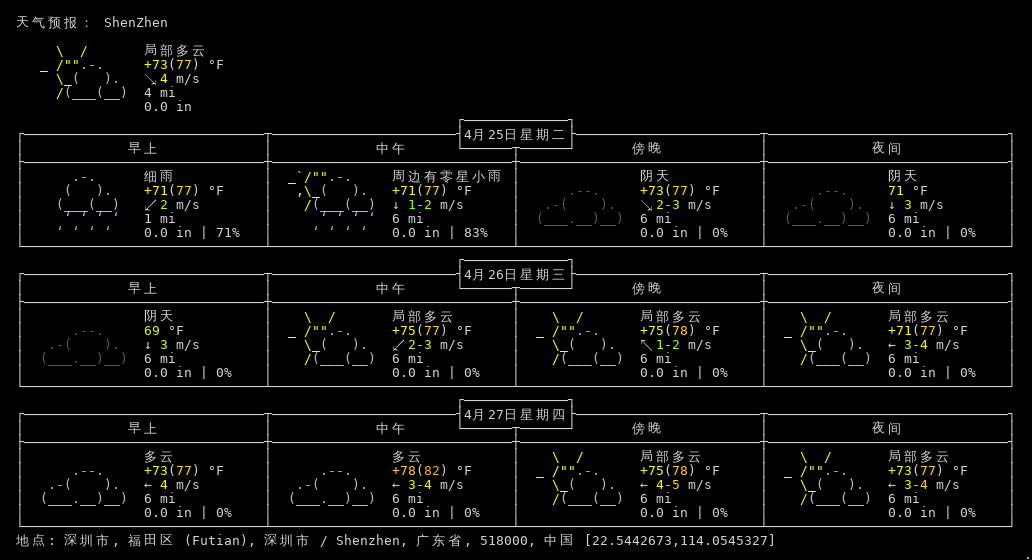 天气预报： ShenZhen
局部多云
+73(77) °F
↘ 4 m/s
4 mi
0.0 in
4月25日星期二
早上 中午 傍晚 夜间
细雨 周边有零星小雨 阴天 阴天
+71(77) °F +71(77) °F +73(77) °F 71 °F
↙ 2 m/s ↓ 1-2 m/s ↘ 2-3 m/s ↓ 3 m/s
1 mi 6 mi 6 mi 6 mi
0.0 in | 71% 0.0 in | 83% 0.0 in | 0% 0.0 in | 0%
4月26日星期三
早上 中午 傍晚 夜间
阴天 局部多云 局部多云 局部多云
69 °F +75(77) °F +75(78) °F +71(77) °F
↓ 3 m/s ↙ 2-3 m/s ↖ 1-2 m/s ← 3-4 m/s
6 mi 6 mi 6 mi 6 mi
0.0 in | 0% 0.0 in | 0% 0.0 in | 0% 0.0 in | 0%
4月27日星期四
早上 中午 傍晚 夜间
多云 多云 局部多云 局部多云
+73(77) °F +78(82) °F +75(78) °F +73(77) °F
← 4 m/s ← 3-4 m/s ← 4-5 m/s ← 3-4 m/s
6 mi 6 mi 6 mi 6 mi
0.0 in | 0% 0.0 in | 0% 0.0 in | 0% 0.0 in | 0%
地点: 深圳市, 福田区 (Futian), 深圳市 / Shenzhen, 广东省, 518000, 中国 [22.5442673,114.0545327]